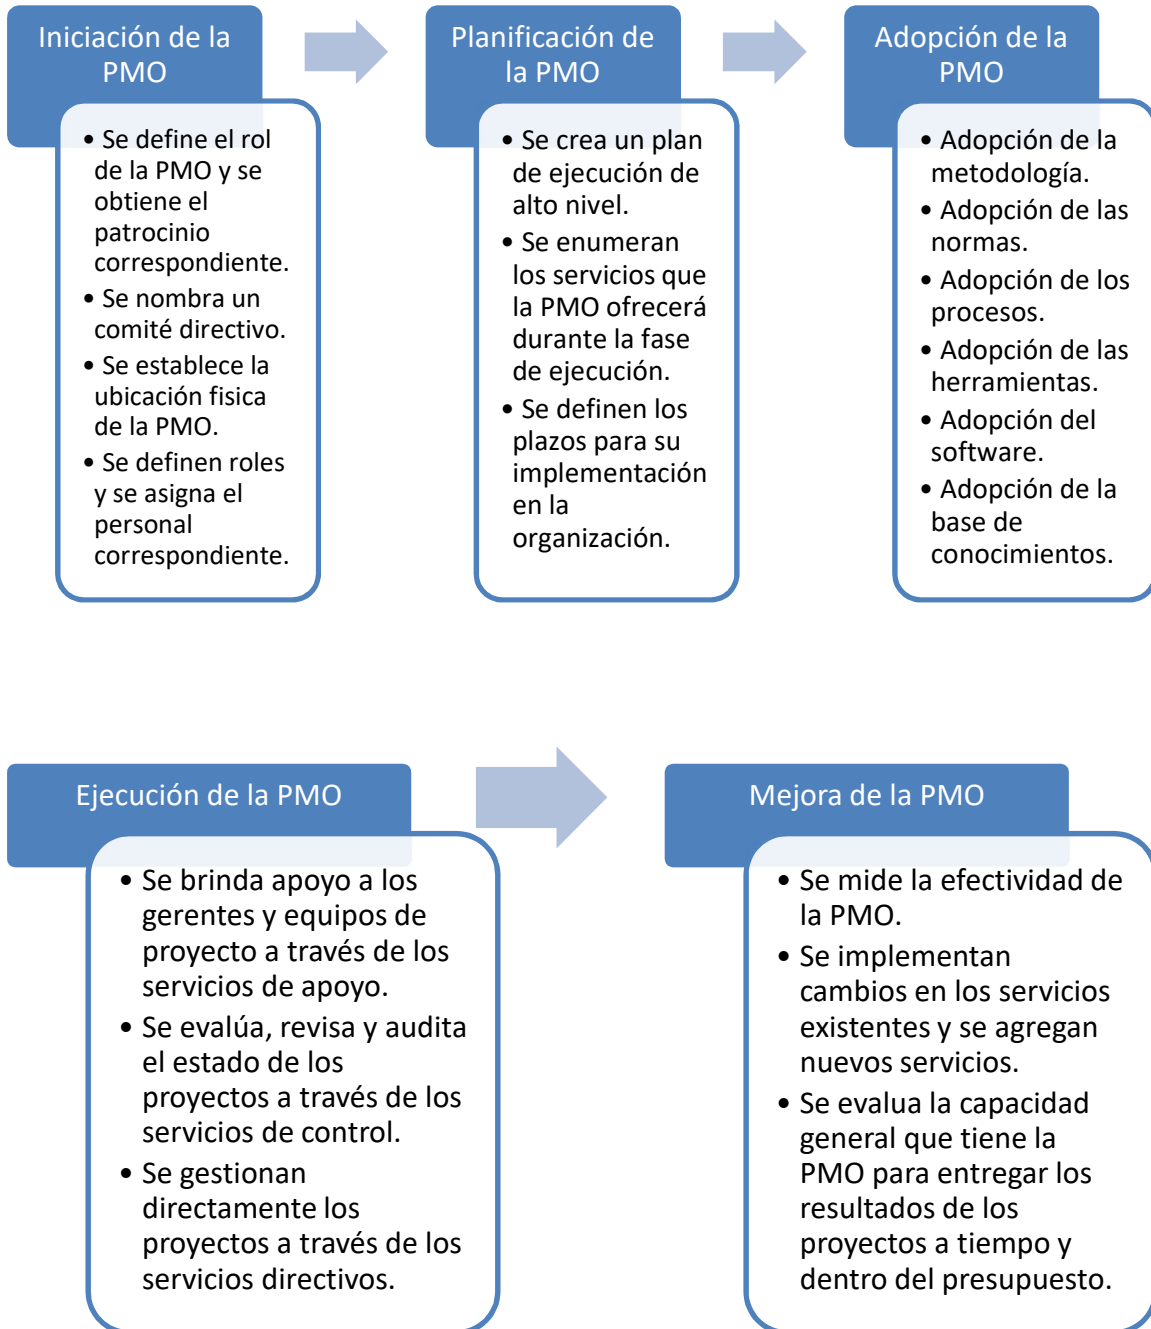 Iniciación de la
PMO
• Se define el rol
de la PMO y se
obtiene el
patrocinio
correspondiente.
• Se nombra un
comité directivo.
• Se establece la
ubicación fisica
de la PMO.
• Se definen roles
y se asigna el
personal
correspondiente.
Planificación de
la PMO
• Se crea un plan
de ejecución de
alto nivel.
• Se enumeran
los servicios que
la PMO ofrecerá
durante la fase
de ejecución.
• Se definen los
plazos para su
implementación
en la
organización.
Adopción de la
PMO
• Adopción de la
metodología.
• Adopción de las
normas.
• Adopción de los
procesos.
• Adopción de las
herramientas.
• Adopción del
software.
• Adopción de la
base de
conocimientos.
Ejecución de la PMO
• Se brinda apoyo a los
gerentes y equipos de
proyecto a través de los
servicios de apoyo.
• Se evalúa, revisa y audita
el estado de los
proyectos a través de los
servicios de control.
• Se gestionan
directamente los
proyectos a través de los
servicios directivos.
Mejora de la PMO
• Se mide la efectividad de
la PMO.
• Se implementan
cambios en los servicios
existentes y se agregan
nuevos servicios.
• Se evalua la capacidad
general que tiene la
PMO para entregar los
resultados de los
proyectos a tiempo y
dentro del presupuesto.